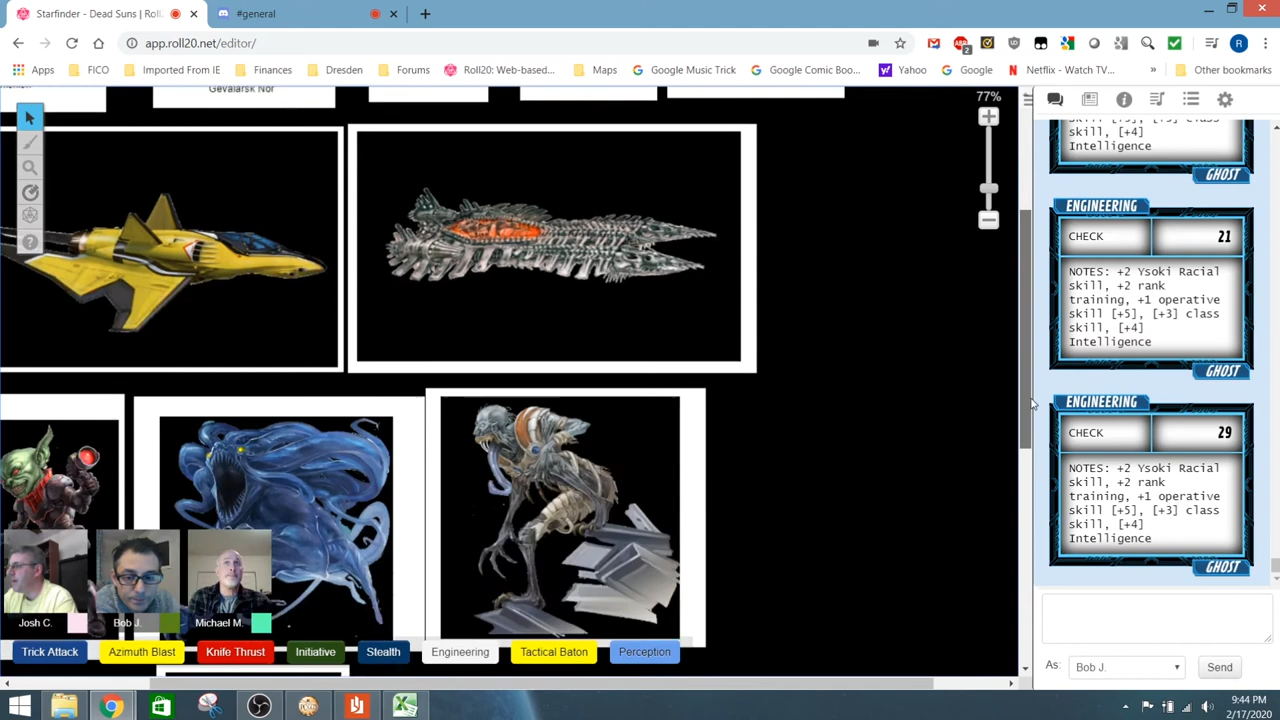 Starfinder - Dead Suns | Roll.
#general
app.roll20.net/editor/
2
R
Apps
FICO
Imported From IE
Finances
Dresden
Forums
Roll20: Web-based...
Maps
Google Music Trick
Google Comic Boo...
Yahoo
Google
Netflix - Watch TV...
»
Other bookmarks
Gevalarsk Nor
77%
skill, [+4]
Intelligence
GHOST
ENGINEERING
CHECK
21
NOTES: +2 Ysoki Racial
skill, +2 rank
training, +1 operative
skill [+5], [+3] class
skill, [+4]
Intelligence
GHOST
ENGINEERING
CHECK
29
NOTES: +2 Ysoki Racial
skill, +2 rank
training, +1 operative
skill [+5], [+3] class
skill, [+4]
Intelligence
GHOST
Josh C.
Bob J.
Michael M.
Trick Attack
Azimuth Blast
Knife Thrust
Initiative
Stealth
Engineering
Tactical Baton
Perception
As:
Bob J.
Send
9:44 PM
2/17/2020